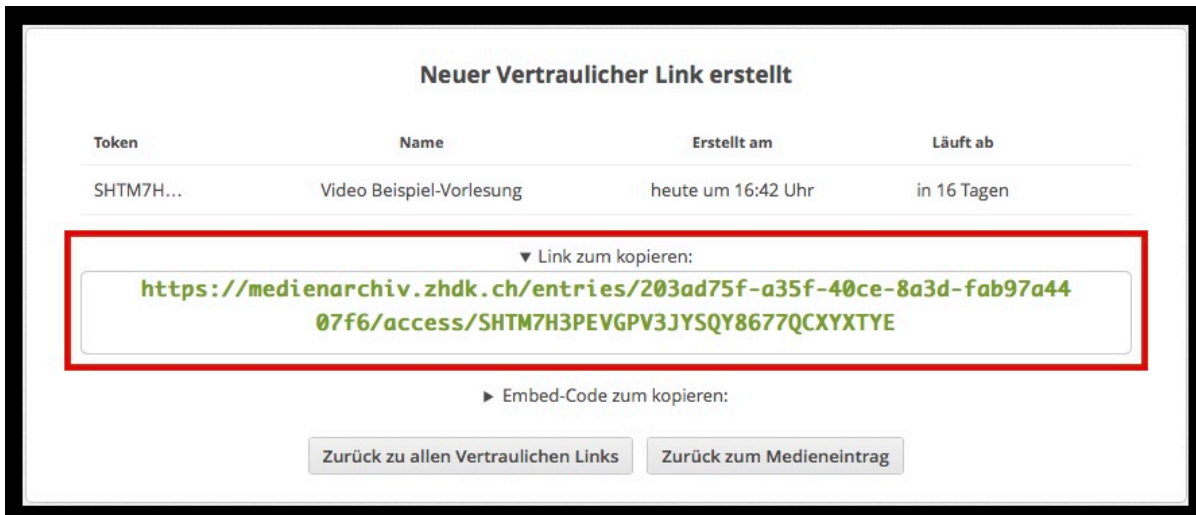 Neuer Vertraulicher Link erstellt
Token Name Erstellt am Läuft ab
SHTM7H... Video Beispiel-Vorlesung heute um 16:42 Uhr in 16 Tagen
▼ Link zum kopieren:
https://medienarchiv.zhdk.ch/entries/203ad75f-a35f-40ce-8a3d-fab97a44
07f6/access/SHTM7H3PEVGPV3JYSQY8677QCXYXTYE
▶ Embed-Code zum kopieren:
Zurück zu allen Vertraulichen Links Zurück zum Medieneintrag